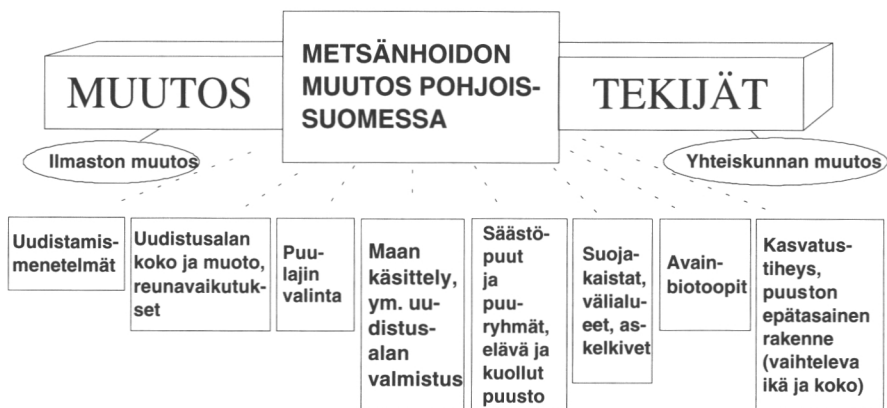 MUUTOS
METSÄNHOIDON
MUUTOS POHJOIS-
SUOMESSA
TEKIJÄT
Ilmaston muutos
Yhteiskunnan muutos
Uudistamis-
menetelmät
Uudistusalan
koko ja muoto,
reunavaikutuk-
set
Puu-
lajin
valinta
Maan
käsittely,
ym. uu-
distus-
alan
valmistus
Säästö-
puut
ja
puu-
ryhmät,
elävä ja
kuollut
puusto
Suoja-
kaistat,
välialu-
eet, as-
kelkivet
Avain-
biotoopit
Kasvatus-
tiheys,
puuston
epätasainen
rakenne
(vaihteleva
ikä ja koko)